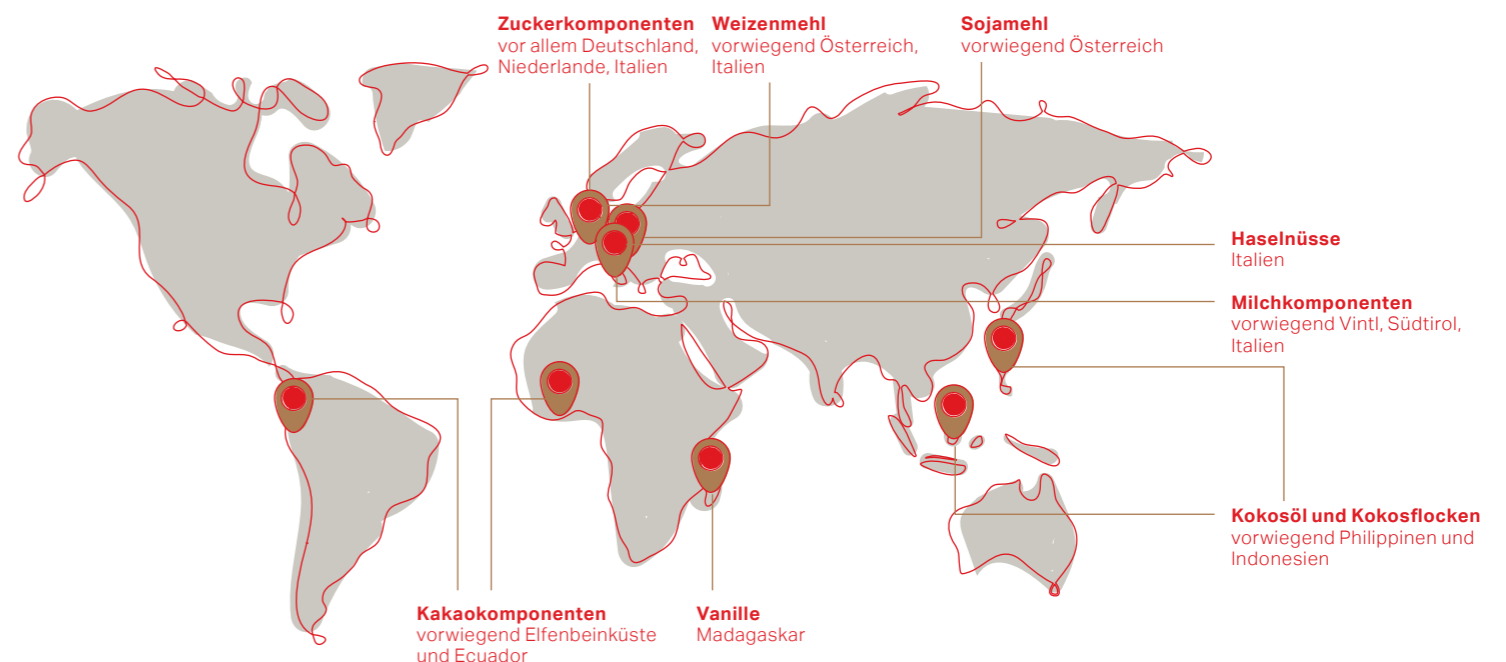 Zuckerkomponenten
vor allem Deutschland,
Niederlande, Italien
Weizenmehl
vorwiegend Österreich,
Italien
Sojamehl
vorwiegend Österreich
Haselnüsse
Italien
Milchkomponenten
vorwiegend Vintl, Südtirol,
Italien
Kokosöl und Kokosflocken
vorwiegend Philippinen und
Indonesien
Kakaokomponenten
vorwiegend Elfenbeinküste
und Ecuador
Vanille
Madagaskar